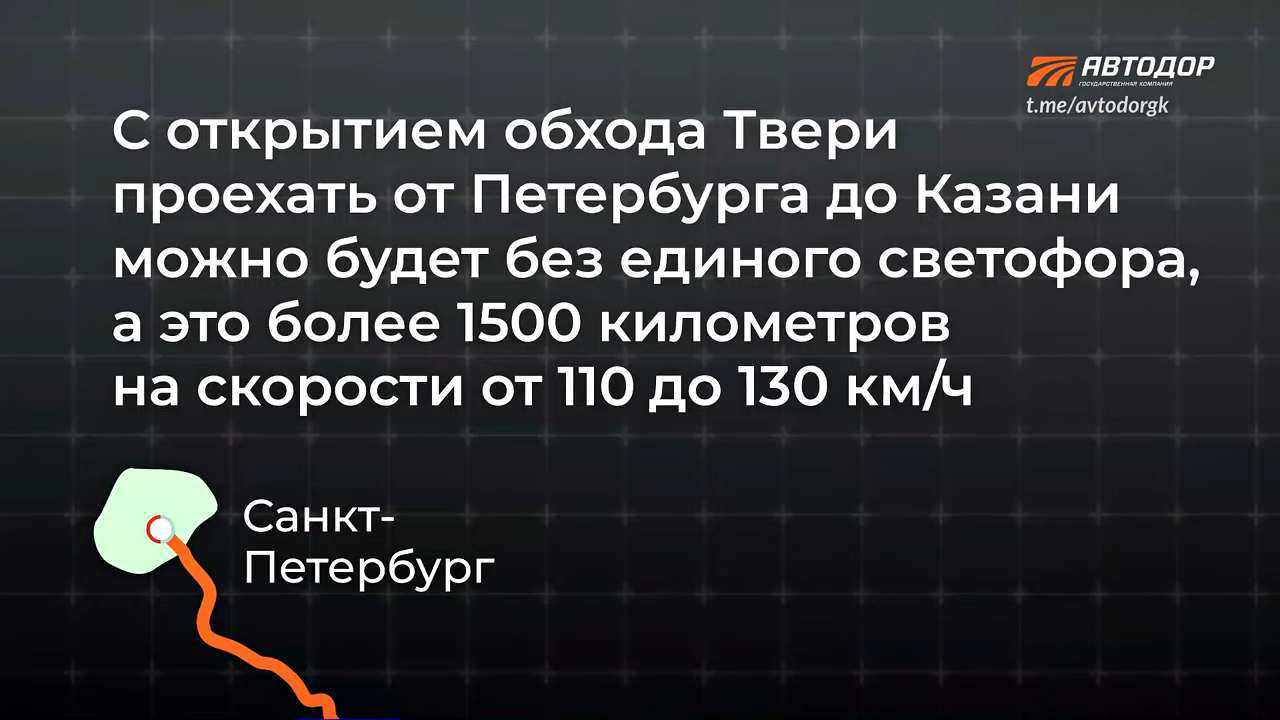 АВТОДОР
ГОСУДАРСТВЕННАЯ КОМПАНИЯ
t.me/avtodorgk
С открытием обхода Твери
проехать от Петербурга до Казани
можно будет без единого светофора,
а это более 1500 километров
на скорости от 110 до 130 км/ч
Санкт-
Петербург